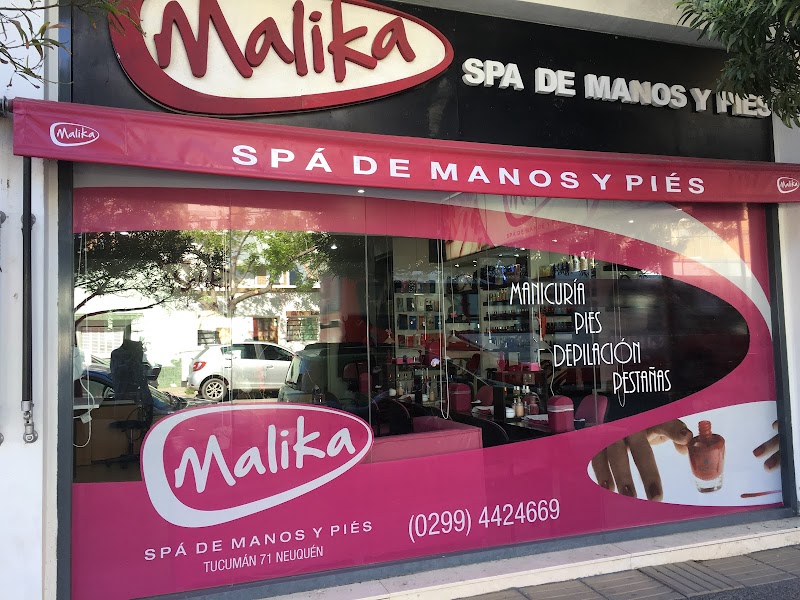 Malika
SPA DE MANOS Y PIES
Malika
SPÁ DE MANOS Y PIÉS
Malika
MANICURÍA
PIES
DEPILACIÓN
PESTAÑAS
Malika
SPÁ DE MANOS Y PIÉS
TUCUMÁN 71 NEUQUÉN
(0299) 4424669